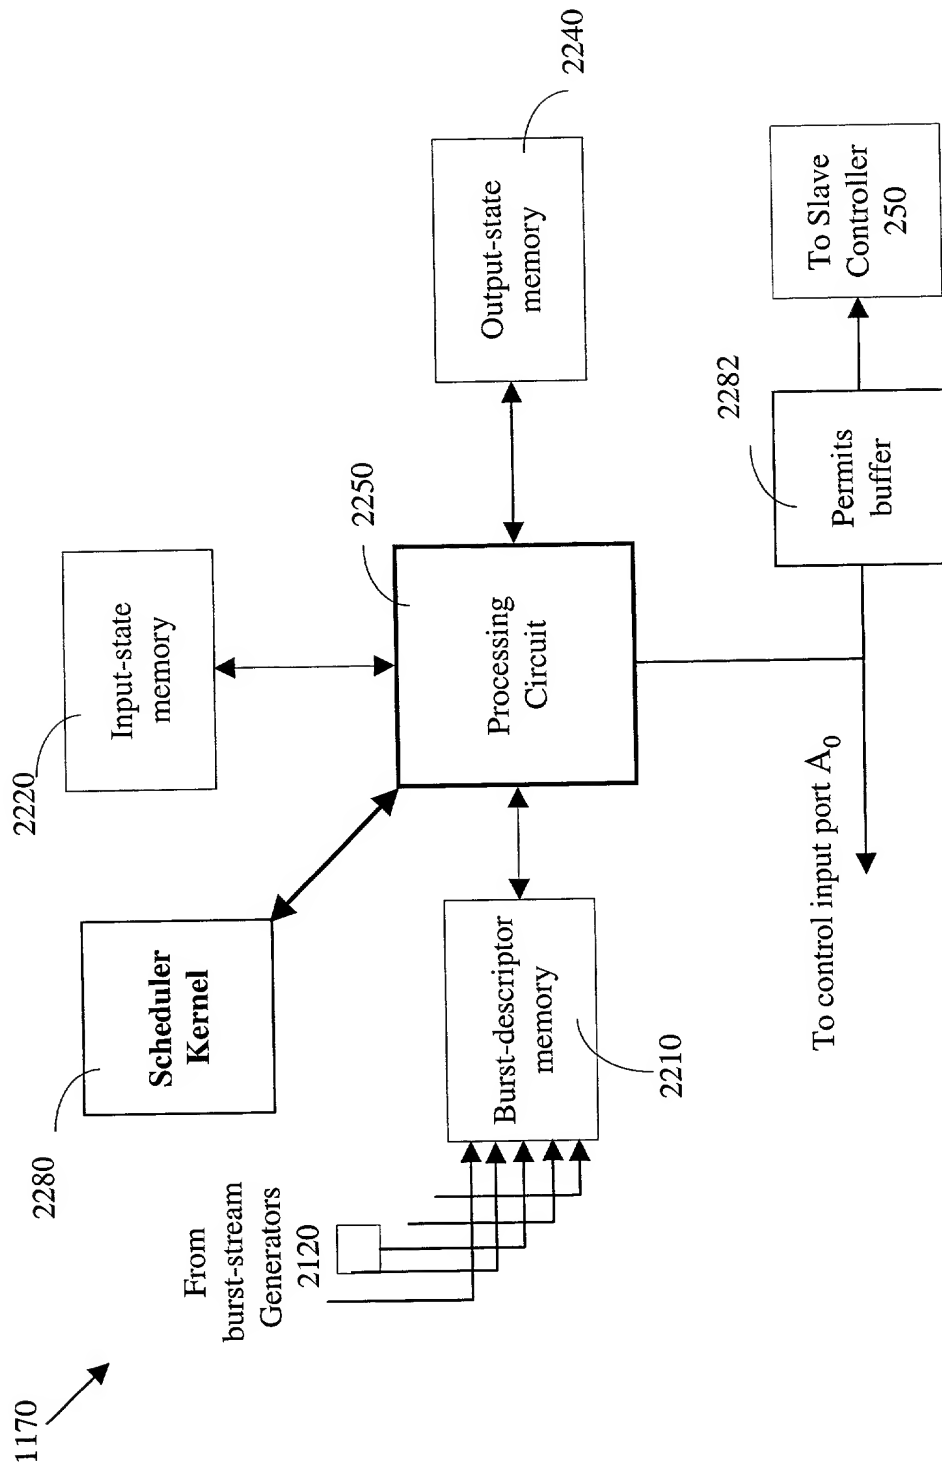 1170
2280
Scheduler
Kernel
2220
Input-state
memory
2250
Processing
Circuit
2240
Output-state
memory
From
burst-stream
Generators
2120
Burst-descriptor
memory
2210
2282
Permits
buffer
To Slave
Controller
250
To control input port A₀